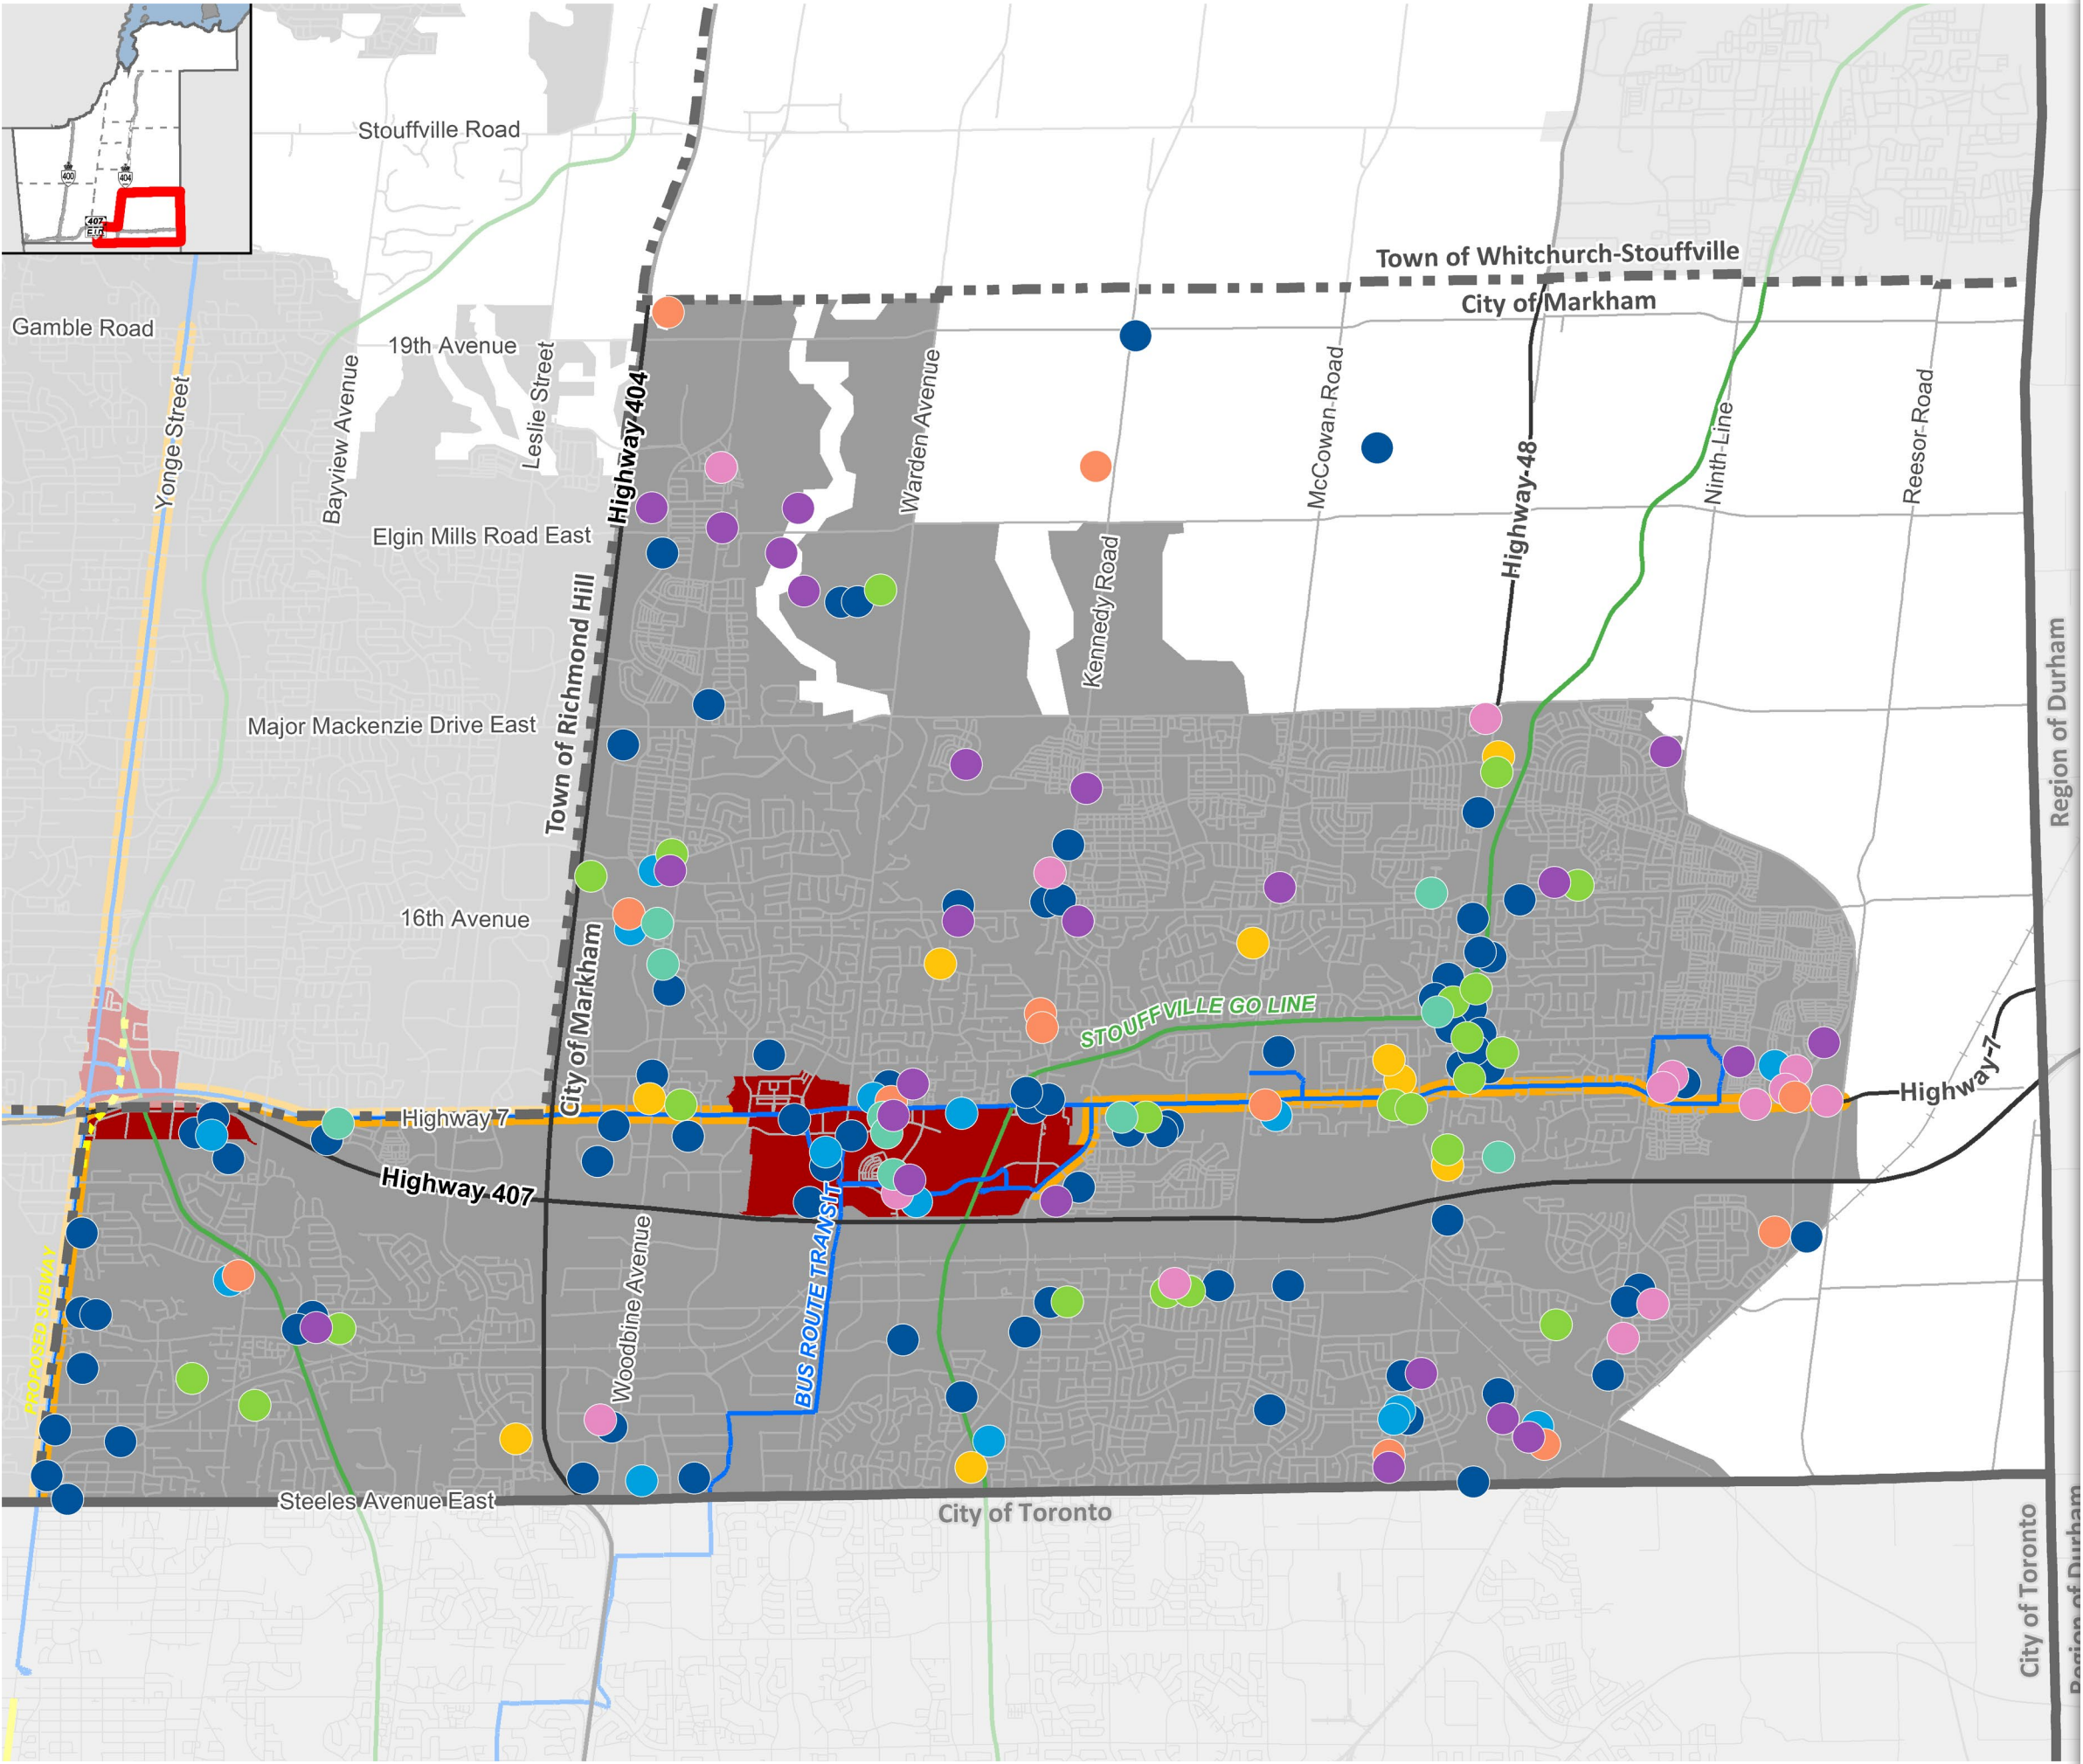 Stouffville Road
400
404
407
Town of Whitchurch-Stouffville
City of Markham
Gamble Road
19th Avenue
Yonge Street
Bayview Avenue
Leslie Street
Highway 404
Warden Avenue
McCowan Road
Highway 48
Ninth Line
Reesor Road
Elgin Mills Road East
Kennedy Road
Town of Richmond Hill
Region of Durham
Major Mackenzie Drive East
16th Avenue
City of Markham
STOUFFVILLE GO LINE
Highway 7
Highway 7
Highway 407
Woodbine Avenue
BUS ROUTE TRANSIT
PROPOSED SUBWAY
Steeles Avenue East
City of Toronto
City of Toronto
Region of Durham